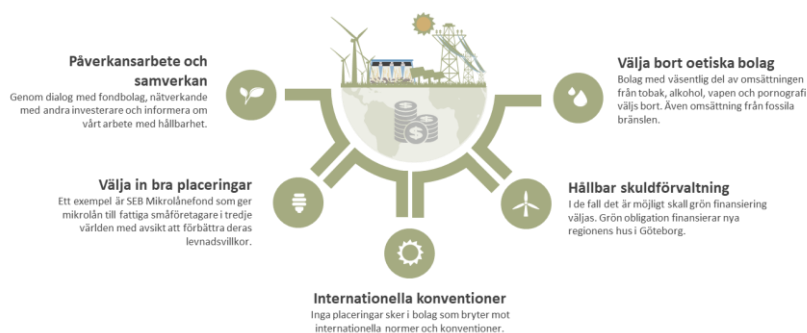 Påverkansarbete och
samverkan
Genom dialog med fondbolag, nätverkande
med andra investerare och informera om
vårt arbete med hållbarhet.
Välja bort oetiska bolag
Bolag med väsentlig del av omsättningen
från tobak, alkohol, vapen och pornografi
väljs bort. Även omsättning från fossila
bränslen.
Välja in bra placeringar
Ett exempel är SEB Mikrolånefond som ger
mikrolån till fattiga småföretagare i tredje
världen med avsikt att förbättra deras
levnadsvillkor.
Hållbar skuldförvaltning
I de fall det är möjligt skall grön finansiering
väljas. Grön obligation finansierar nya
regionens hus i Göteborg.
Internationella konventioner
Inga placeringar sker i bolag som bryter mot
internationella normer och konventioner.